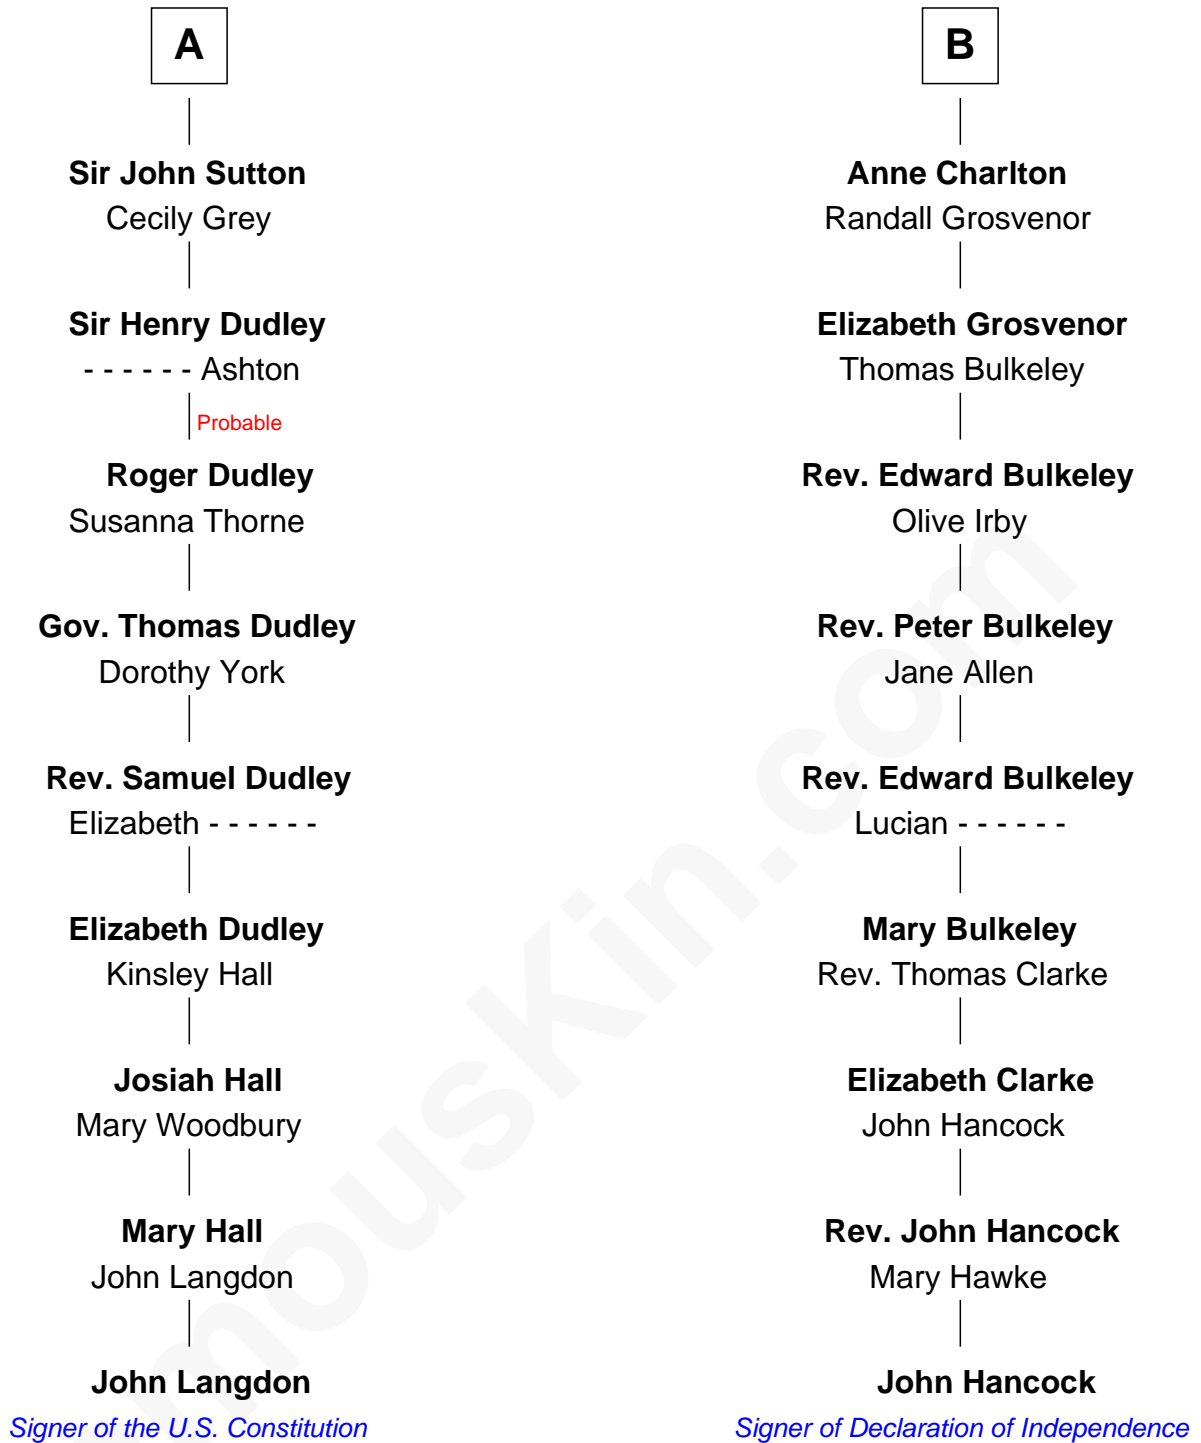 A
Sir John Sutton
Cecily Grey
Sir Henry Dudley
- - - - - - Ashton
Probable
Roger Dudley
Susanna Thorne
Gov. Thomas Dudley
Dorothy York
Rev. Samuel Dudley
Elizabeth - - - - - -
Elizabeth Dudley
Kinsley Hall
Josiah Hall
Mary Woodbury
Mary Hall
John Langdon
John Langdon
Signer of the U.S. Constitution
B
Anne Charlton
Randall Grosvenor
Elizabeth Grosvenor
Thomas Bulkeley
Rev. Edward Bulkeley
Olive Irby
Rev. Peter Bulkeley
Jane Allen
Rev. Edward Bulkeley
Lucian - - - - - -
Mary Bulkeley
Rev. Thomas Clarke
Elizabeth Clarke
John Hancock
Rev. John Hancock
Mary Hawke
John Hancock
Signer of Declaration of Independence
mousKin.com